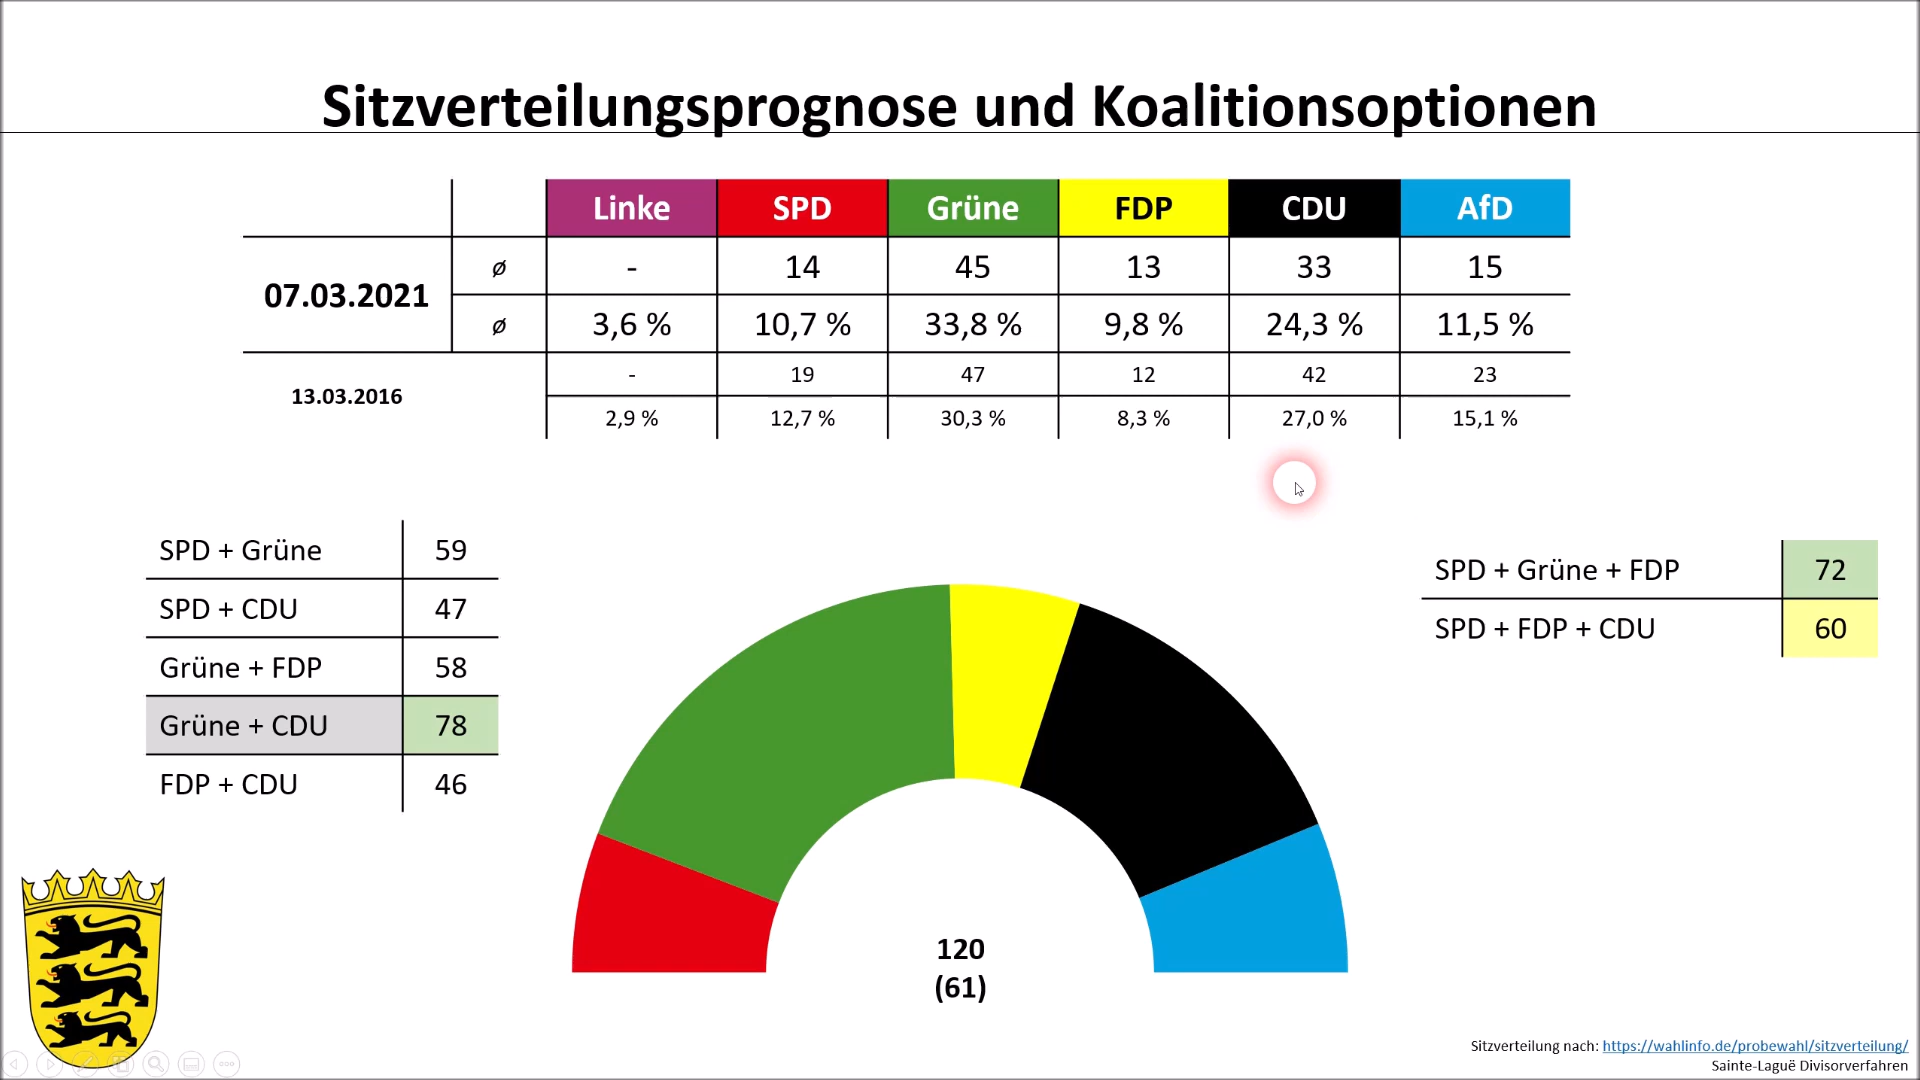 Sitzverteilungsprognose und Koalitionsoptionen
Linke SPD Grüne FDP CDU AfD
07.03.2021
ø - 14 45 13 33 15
ø 3,6 % 10,7 % 33,8 % 9,8 % 24,3 % 11,5 %
13.03.2016
- 19 47 12 42 23
2,9 % 12,7 % 30,3 % 8,3 % 27,0 % 15,1 %
SPD + Grüne 59
SPD + CDU 47
Grüne + FDP 58
Grüne + CDU 78
FDP + CDU 46
SPD + Grüne + FDP 72
SPD + FDP + CDU 60
120
(61)
Sitzverteilung nach: https://wahlinfo.de/probewahl/sitzverteilung/
Sainte-Laguë Divisorverfahren